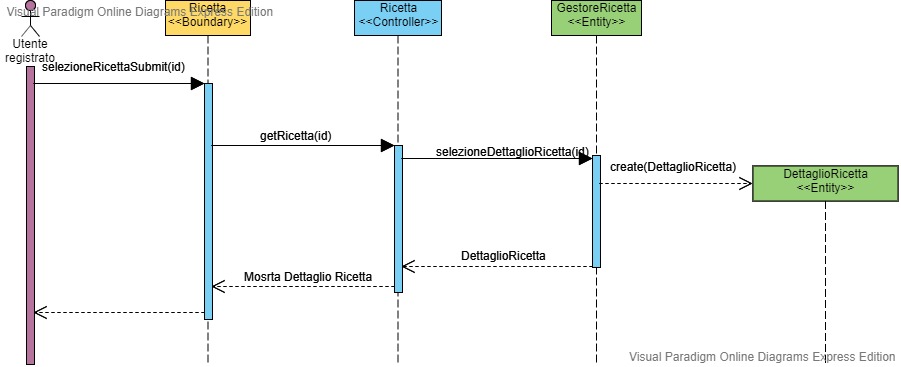 Visual Paradigm Online Diagrams Express Edition
Ricetta
<<Boundary>>
Ricetta
<<Controller>>
GestoreRicetta
<<Entity>>
Utente
registrato
selezioneRicettaSubmit(id)
getRicetta(id)
selezioneDettaglioRicetta(id)
create(DettaglioRicetta)
DettaglioRicetta
<<Entity>>
DettaglioRicetta
Mosrta Dettaglio Ricetta
Visual Paradigm Online Diagrams Express Edition